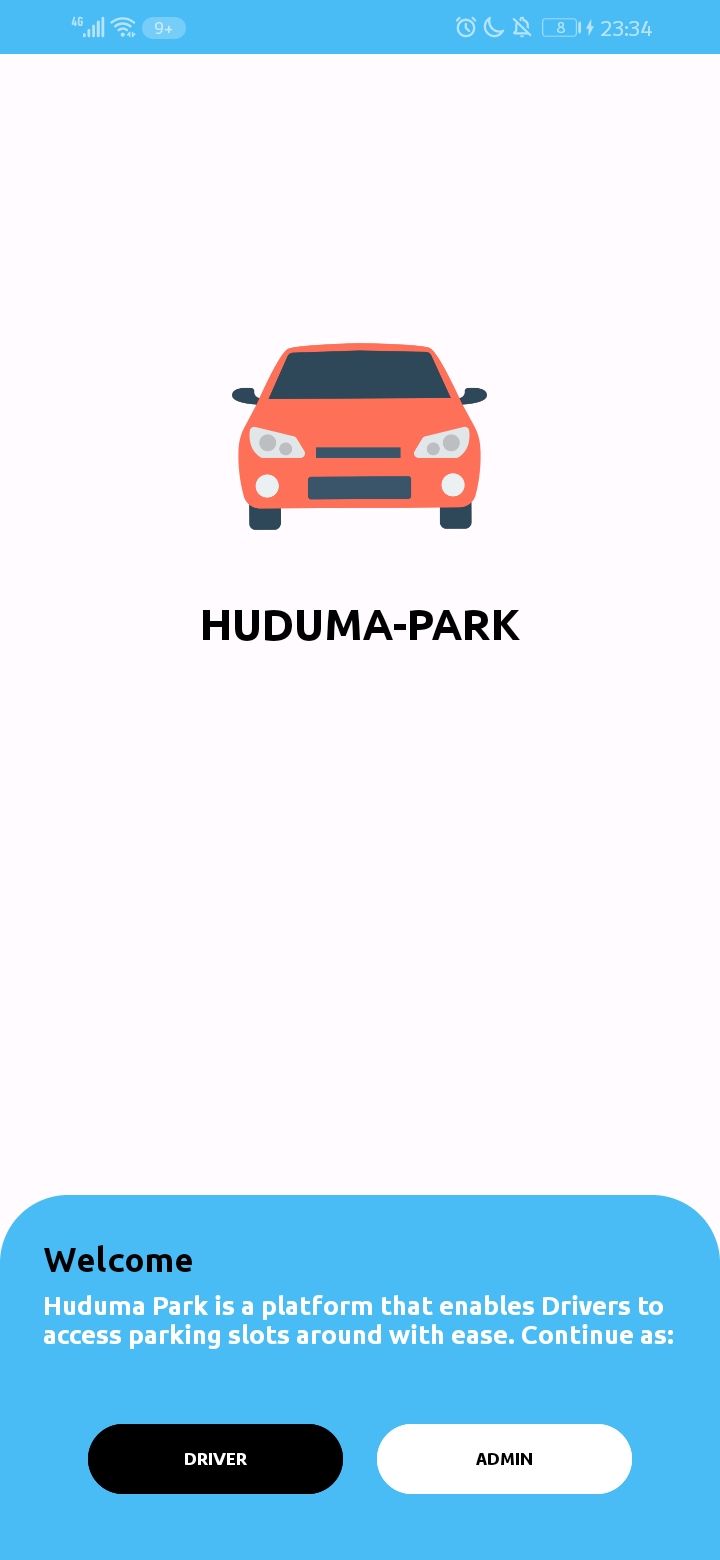 4G 9+ 8 23:34
HUDUMA-PARK
Welcome
Huduma Park is a platform that enables Drivers to
access parking slots around with ease. Continue as:
DRIVER ADMIN